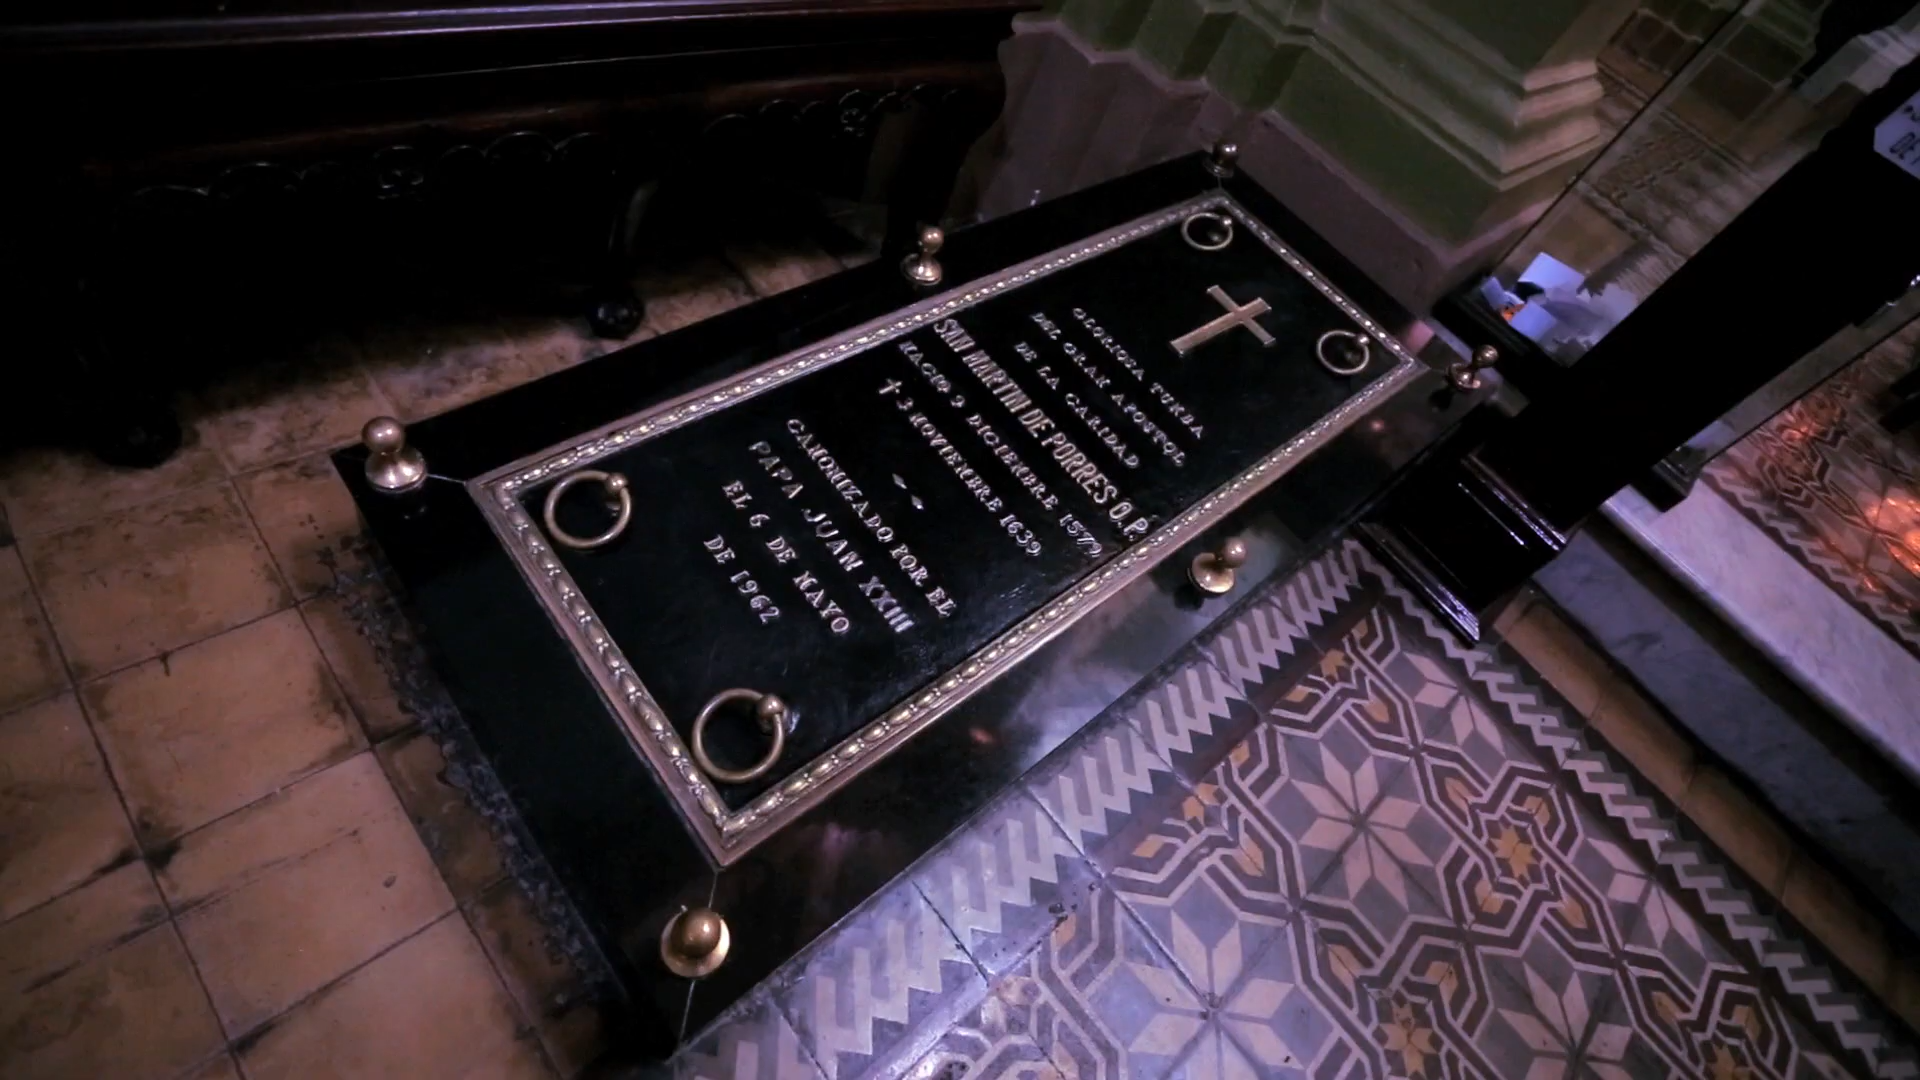 GLORIOSA TUMBA
DEL GRAN APOSTOL
DE LA CARIDAD
SAN MARTIN DE PORRES O.P.
NACIO 9 DICIEMBRE 1579
✝ 3 NOVIEMBRE 1639
CANONIZADO POR EL
PAPA JUAN XXIII
EL 6 DE MAYO
DE 1962